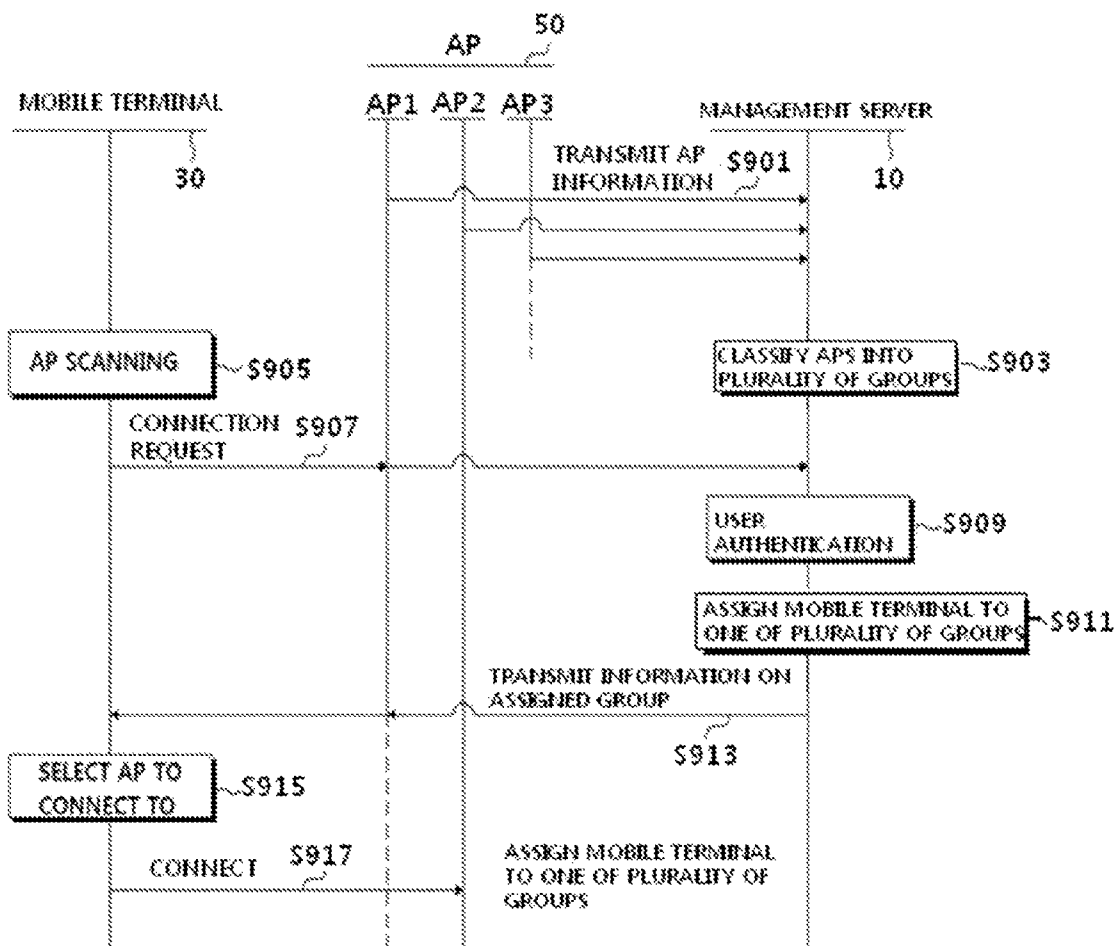 50
AP
MOBILE TERMINAL
AP1 AP2 AP3
MANAGEMENT SERVER
30
10
TRANSMIT AP
INFORMATION
S901
AP SCANNING
S905
CLASSIFY APS INTO
PLURALITY OF GROUPS
S903
CONNECTION
REQUEST
S907
USER
AUTHENTICATION
S909
ASSIGN MOBILE TERMINAL TO
ONE OF PLURALITY OF GROUPS
S911
TRANSMIT INFORMATION ON
ASSIGNED GROUP
S913
SELECT AP TO
CONNECT TO
S915
CONNECT
S917
ASSIGN MOBILE TERMINAL
TO ONE OF PLURALITY OF
GROUPS